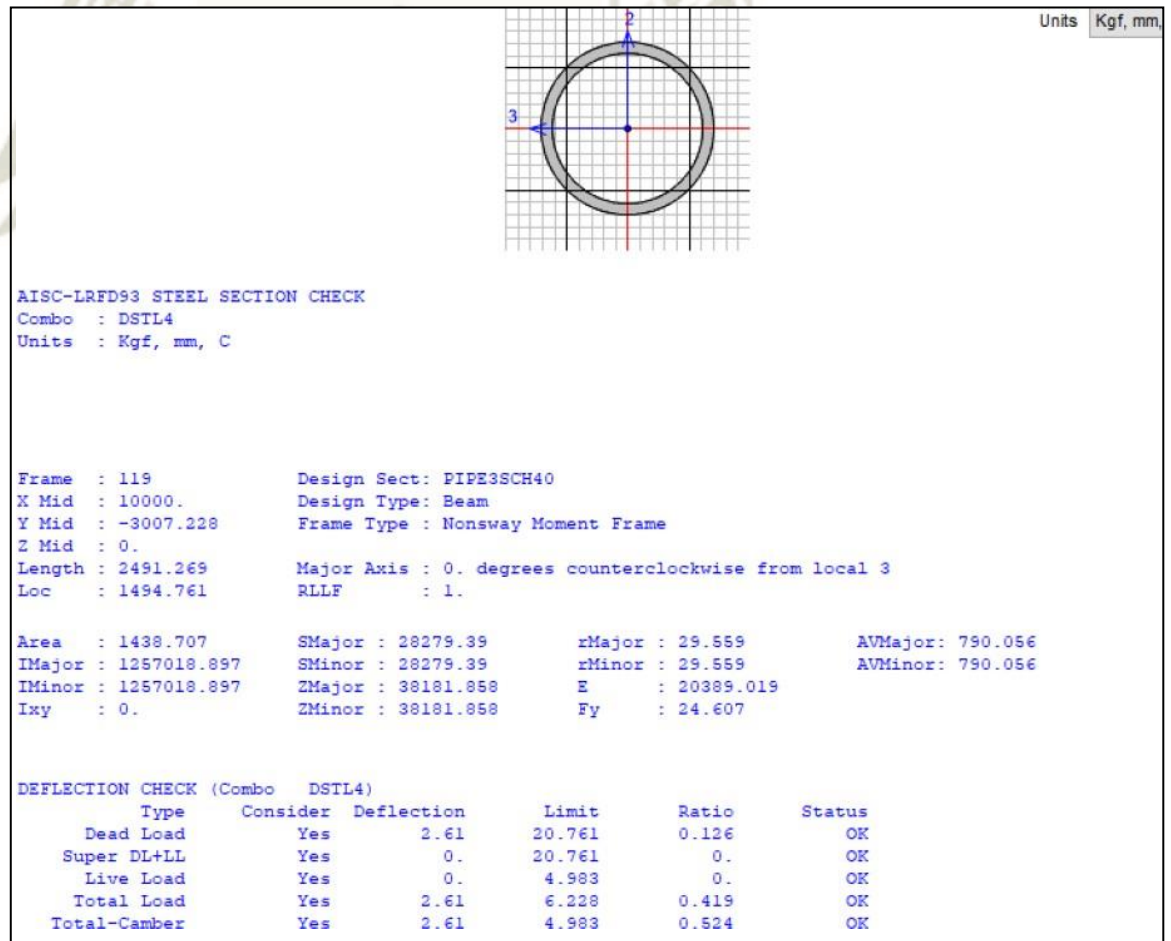 Units Kgf, mm,
2
3
AISC-LRFD93 STEEL SECTION CHECK
Combo : DSTL4
Units : Kgf, mm, C
Frame : 119 Design Sect: PIPE3SCH40
X Mid : 10000. Design Type: Beam
Y Mid : -3007.228 Frame Type : Nonsway Moment Frame
Z Mid : 0.
Length : 2491.269 Major Axis : 0. degrees counterclockwise from local 3
Loc : 1494.761 RLLF : 1.
Area : 1438.707 SMajor : 28279.39 rMajor : 29.559 AVMajor: 790.056
IMajor : 1257018.897 SMinor : 28279.39 rMinor : 29.559 AVMinor: 790.056
IMinor : 1257018.897 ZMajor : 38181.858 E : 20389.019
Ixy : 0. ZMinor : 38181.858 Fy : 24.607
DEFLECTION CHECK (Combo DSTL4)
Type Consider Deflection Limit Ratio Status
Dead Load Yes 2.61 20.761 0.126 OK
Super DL+LL Yes 0. 20.761 0. OK
Live Load Yes 0. 4.983 0. OK
Total Load Yes 2.61 6.228 0.419 OK
Total-Camber Yes 2.61 4.983 0.524 OK